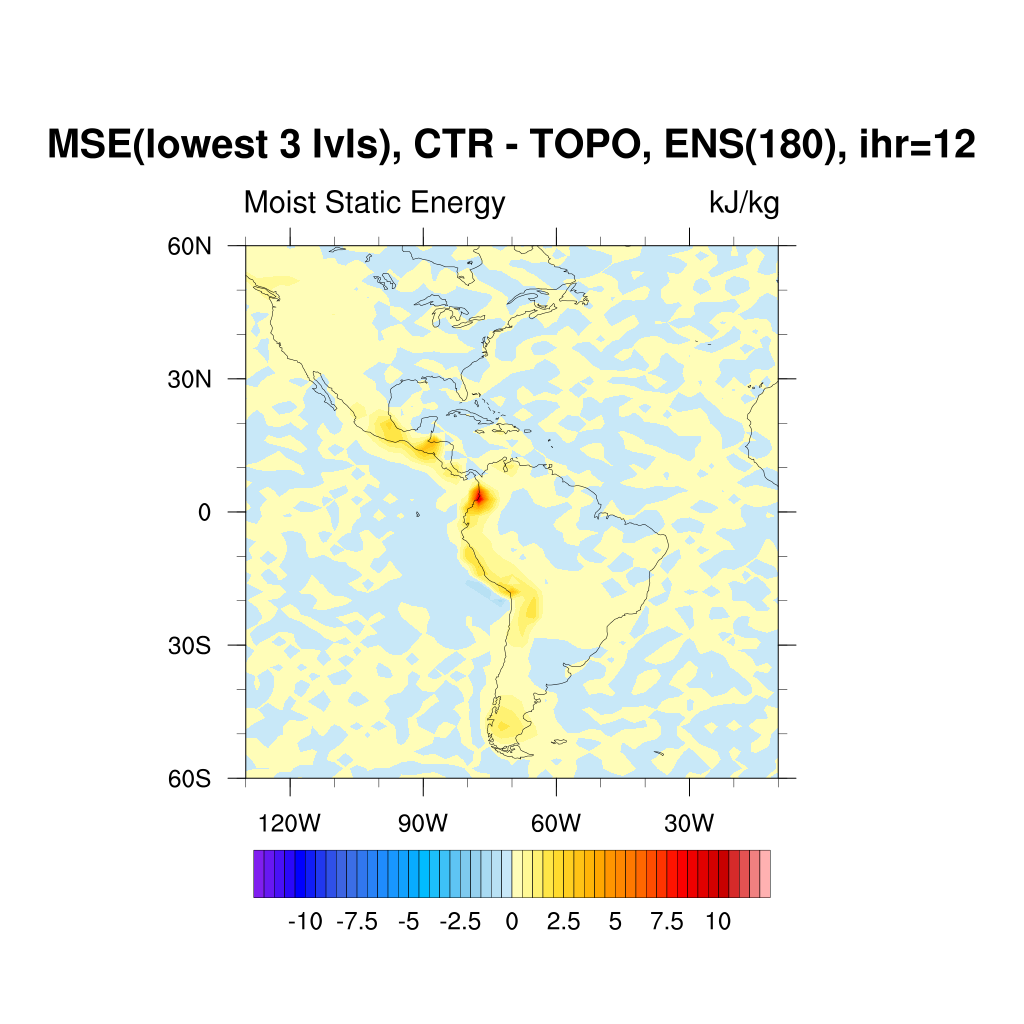 MSE(lowest 3 lvls), CTR - TOPO, ENS(180), ihr=12
Moist Static Energy kJ/kg
60N
30N
0
30S
60S
120W 90W 60W 30W
-10 -7.5 -5 -2.5 0 2.5 5 7.5 10